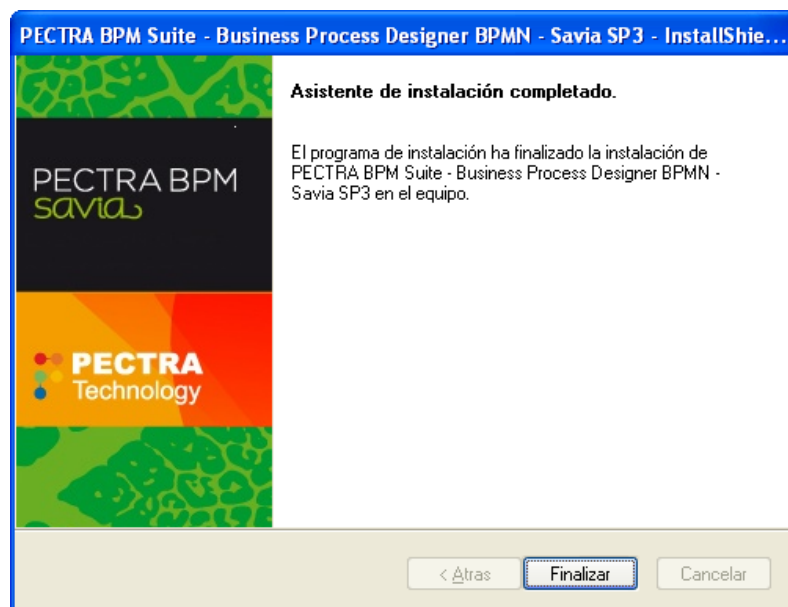 PECTRA BPM Suite - Business Process Designer BPMN - Savia SP3 - InstallShie...
Asistente de instalación completado.
El programa de instalación ha finalizado la instalación de
PECTRA BPM Suite - Business Process Designer BPMN -
Savia SP3 en el equipo.
PECTRA BPM
savia
PECTRA
Technology
< Atras
Finalizar
Cancelar